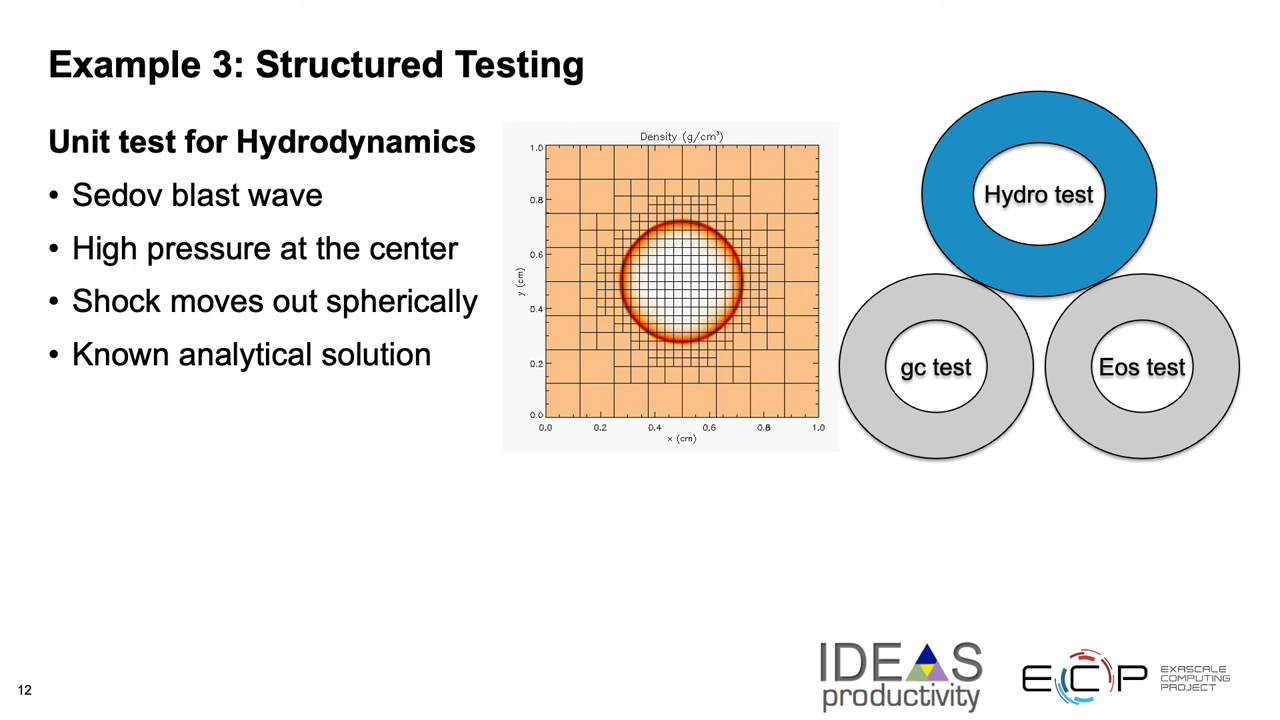 Example 3: Structured Testing
Unit test for Hydrodynamics
• Sedov blast wave
• High pressure at the center
• Shock moves out spherically
• Known analytical solution
Density (g/cm³)
1.0
0.8
0.6
0.4
0.2
0.0
y (cm)
0.0 0.2 0.4 0.6 0.8 1.0
x (cm)
Hydro test
gc test
Eos test
12
IDEAS
productivity
ECP
EXASCALE
COMPUTING
PROJECT